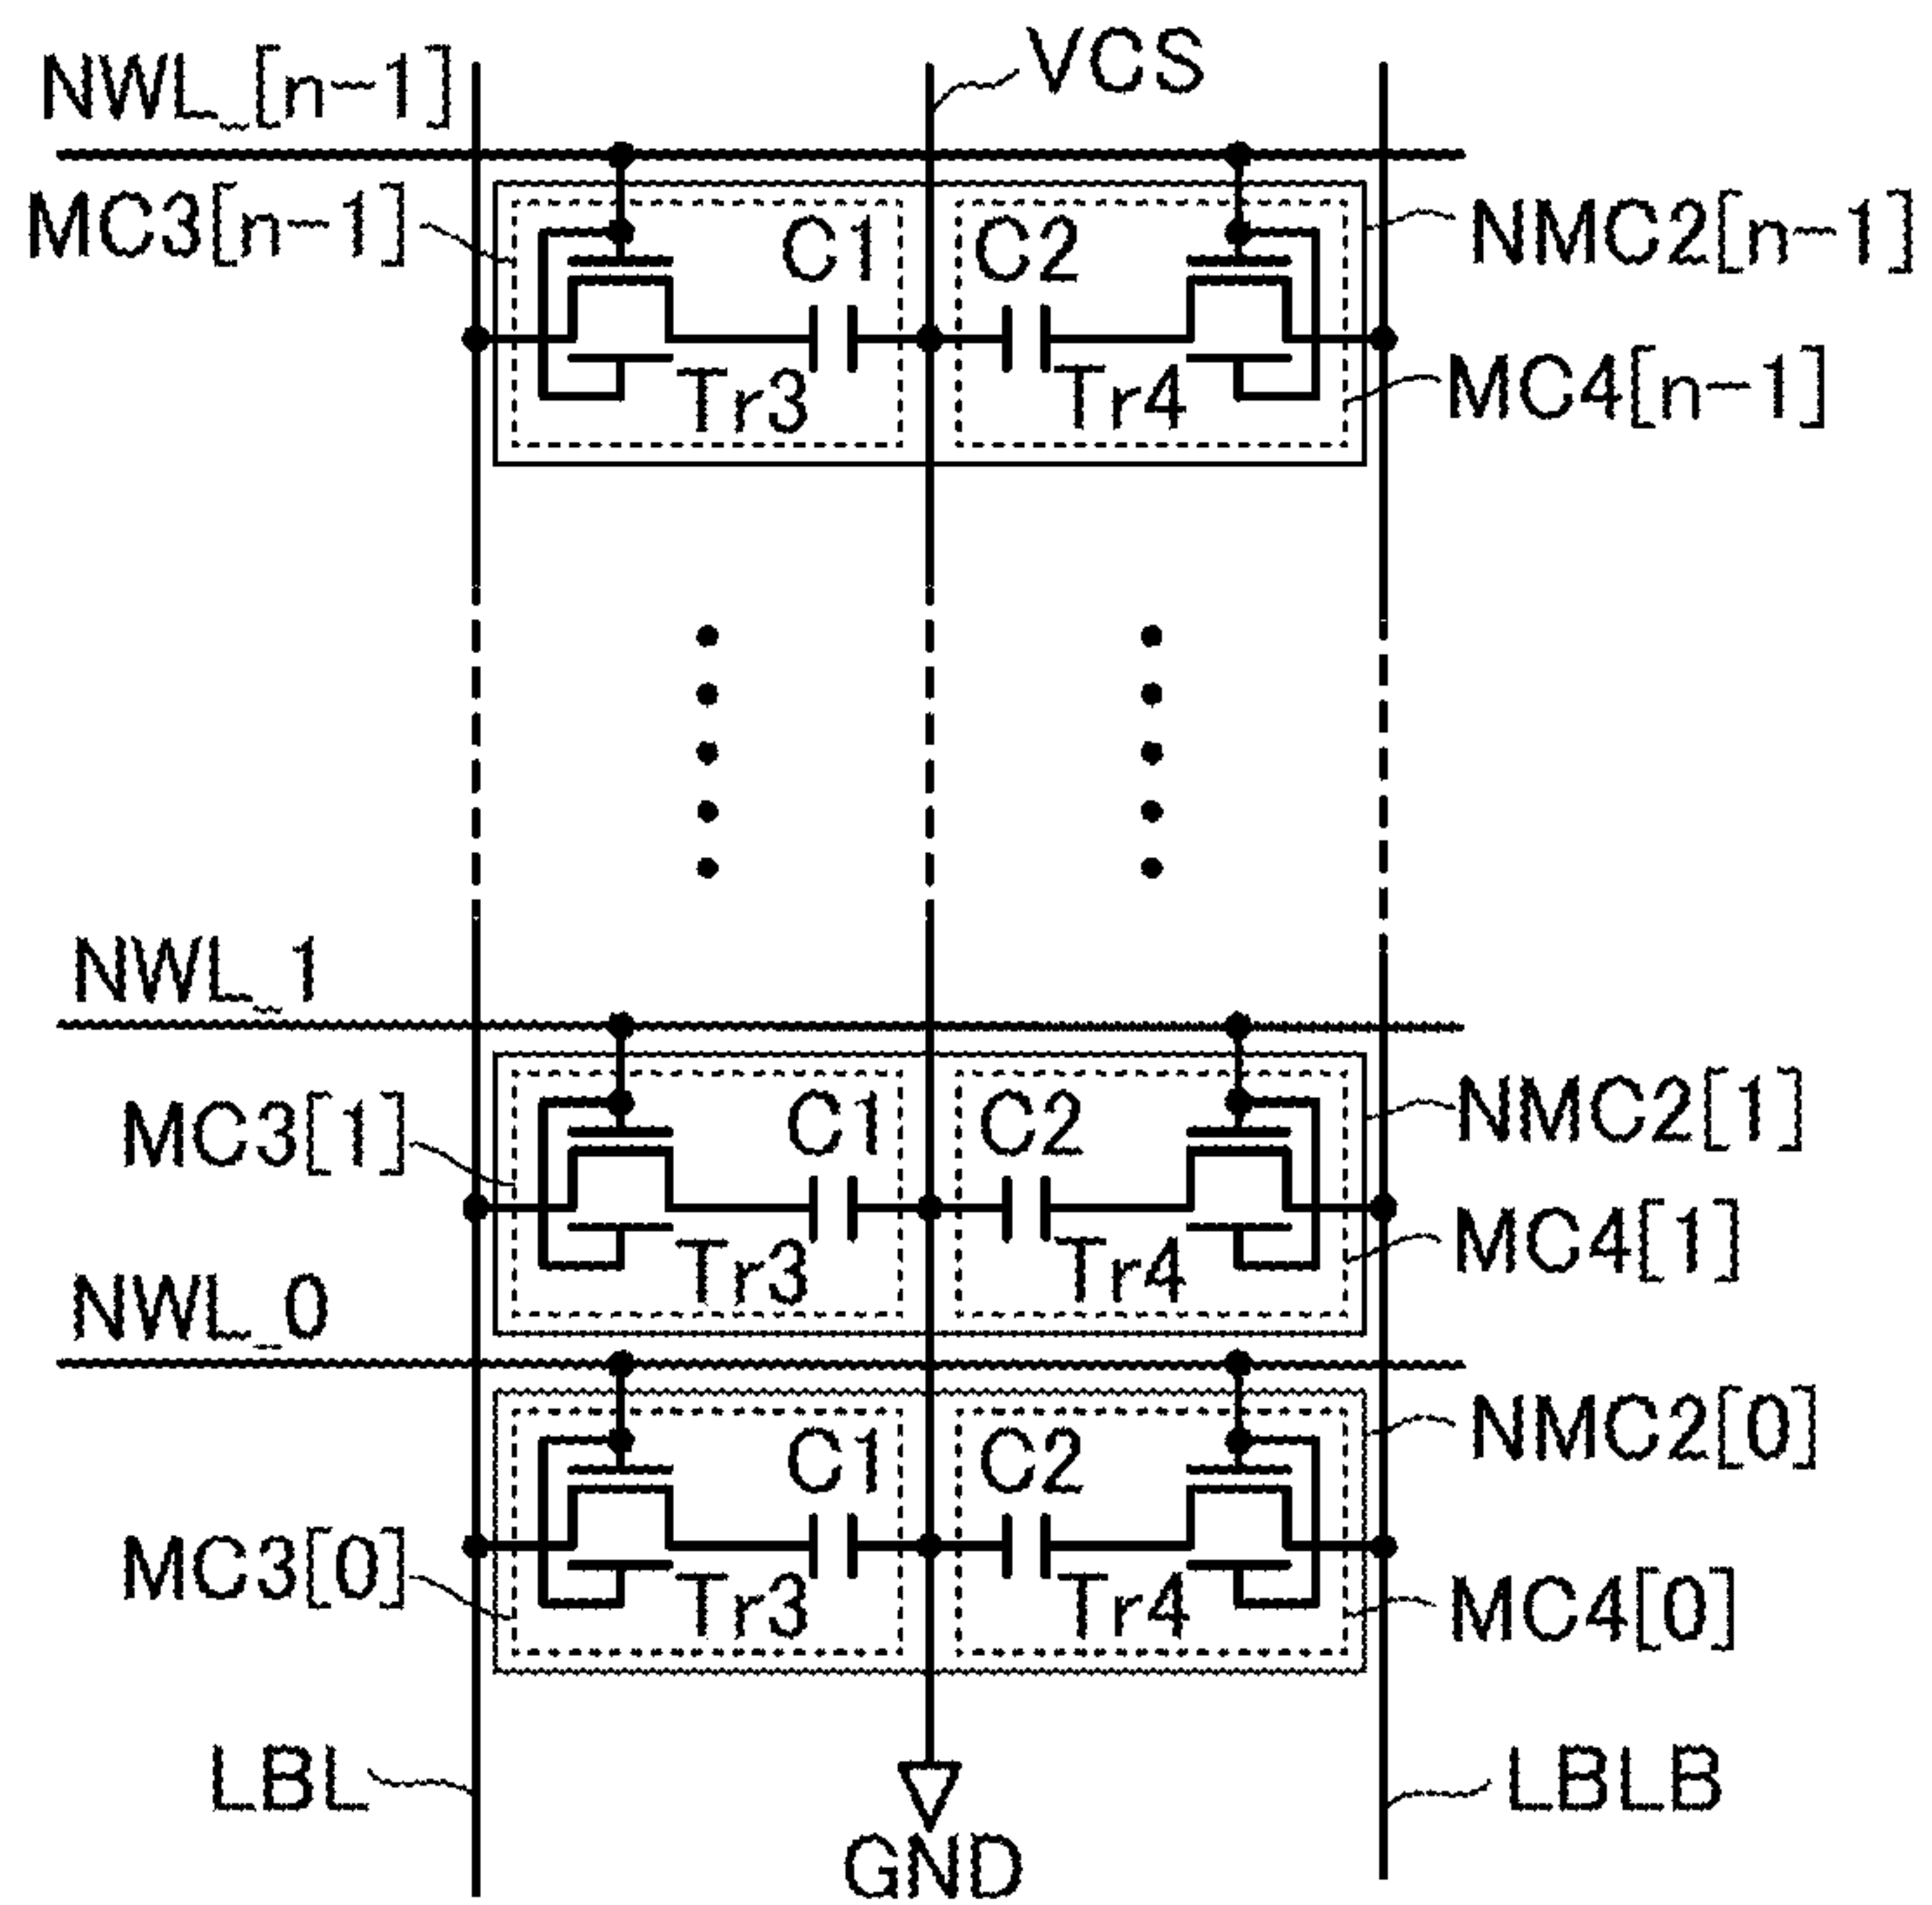 VCS
NWL_[n-1]
MC3[n-1]
C1
C2
NMC2[n-1]
Tr3
Tr4
MC4[n-1]
NWL_1
MC3[1]
C1
C2
NMC2[1]
Tr3
Tr4
MC4[1]
NWL_0
C1
C2
NMC2[0]
MC3[0]
Tr3
Tr4
MC4[0]
LBL
LBLB
GND